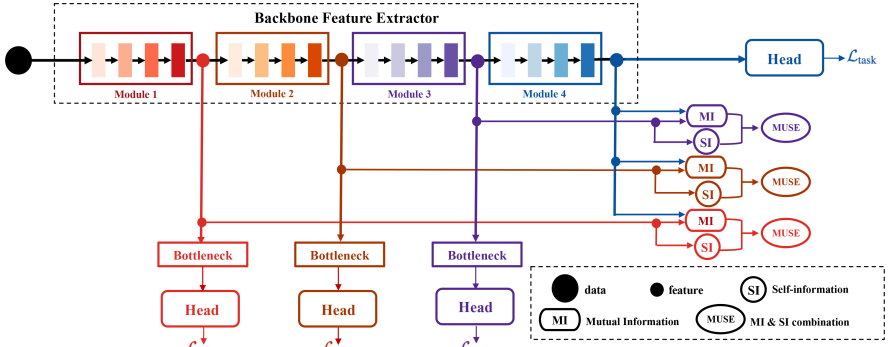 Backbone Feature Extractor
Module 1
Module 2
Module 3
Module 4
Head
ℒtask
MI
SI
MUSE
MI
SI
MUSE
MI
SI
MUSE
Bottleneck
Bottleneck
Bottleneck
Head
Head
Head
ℒ
ℒ
ℒ
data
feature
SI
Self-information
MI
Mutual Information
MUSE
MI & SI combination